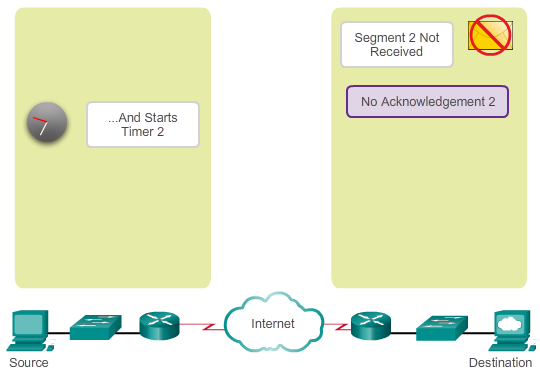 Segment 2 Not
Received
No Acknowledgement 2
...And Starts
Timer 2
Internet
Source
Destination